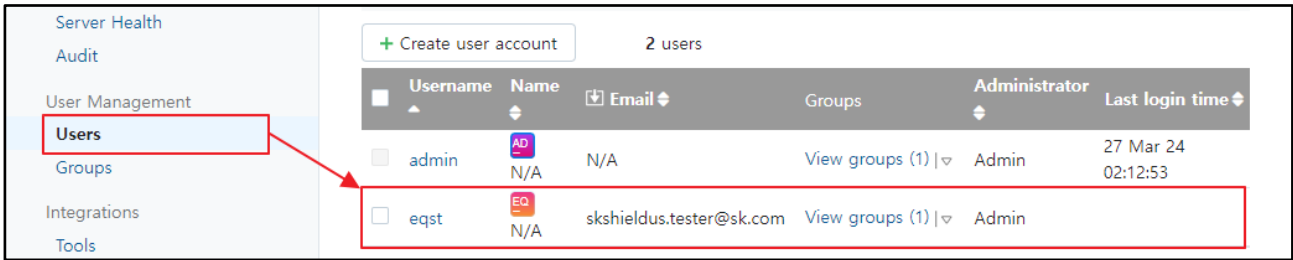 Server Health
Audit
User Management
Users
Groups
Integrations
Tools
+ Create user account 2 users
Username Name Email Groups Administrator Last login time
admin AD N/A N/A View groups (1) | Admin 27 Mar 24 02:12:53
eqst EQ N/A skshieldus.tester@sk.com View groups (1) | Admin